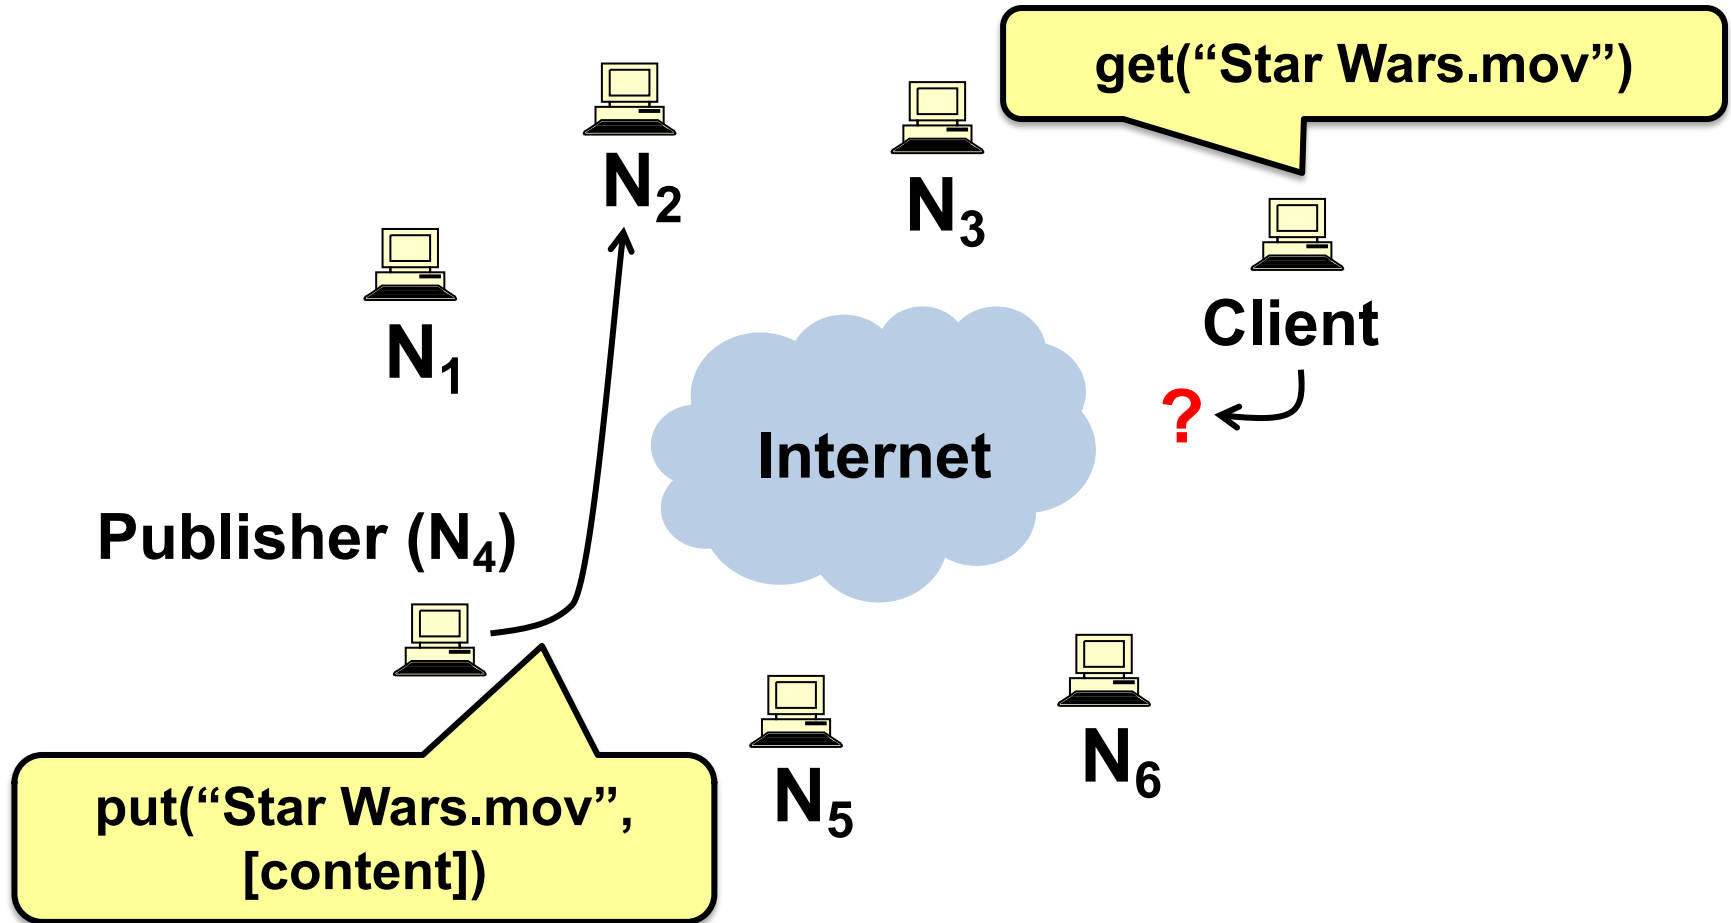 get(“Star Wars.mov”)
N₂
N₃
Client
N₁
?
Internet
Publisher (N₄)
N₆
N₅
put(“Star Wars.mov”,
[content])